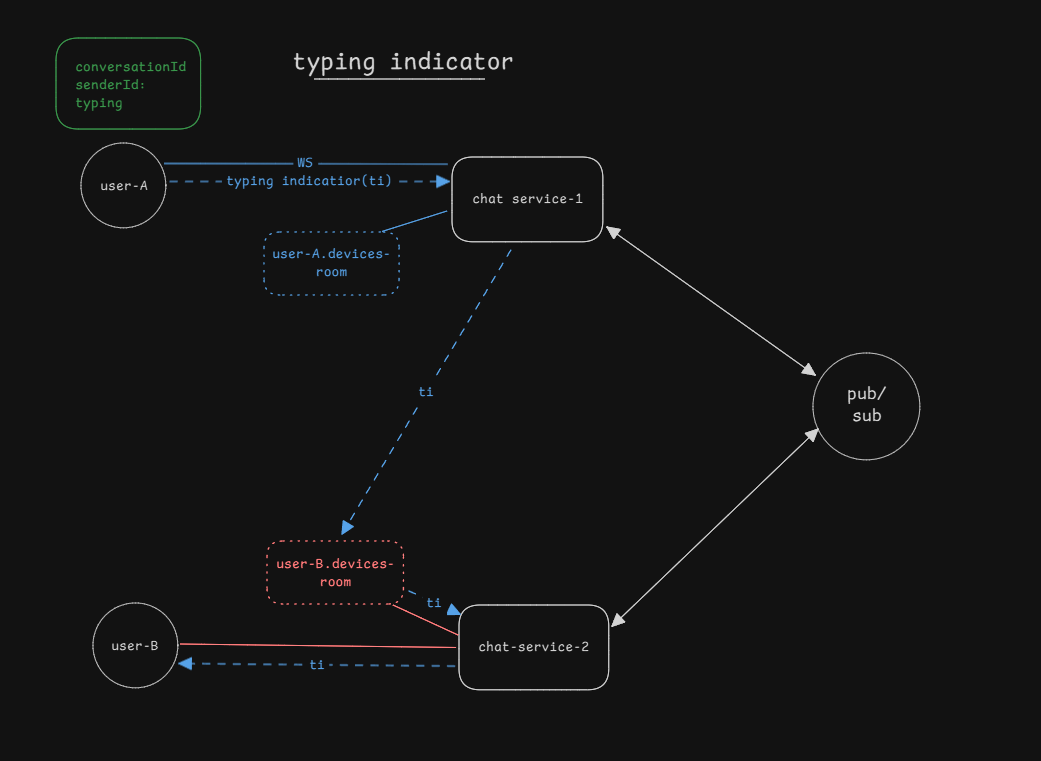 typing indicator
conversationId
senderId:
typing
user-A
WS
typing indicatior(ti)
chat service-1
user-A.devices-
room
ti
pub/
sub
user-B.devices-
room
ti
user-B
ti
chat-service-2